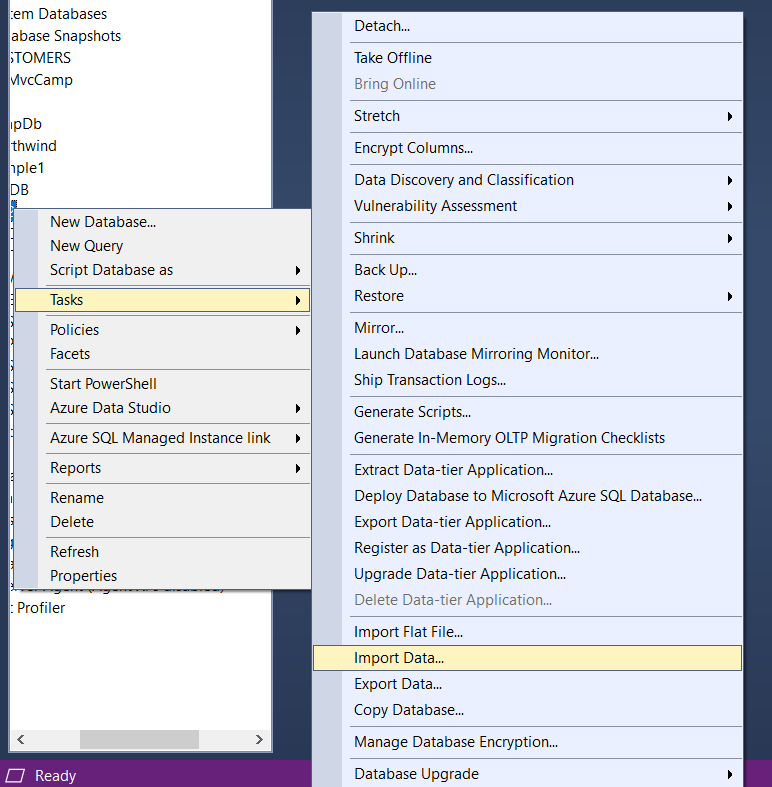 tem Databases
abase Snapshots
STOMERS
MvcCamp
npDb
rthwind
nple1
DB
New Database...
New Query
Script Database as
Tasks
Policies
Facets
Start PowerShell
Azure Data Studio
Azure SQL Managed Instance link
Reports
Rename
Delete
Refresh
Properties
t Profiler
Detach...
Take Offline
Bring Online
Stretch
Encrypt Columns...
Data Discovery and Classification
Vulnerability Assessment
Shrink
Back Up...
Restore
Mirror...
Launch Database Mirroring Monitor...
Ship Transaction Logs...
Generate Scripts...
Generate In-Memory OLTP Migration Checklists
Extract Data-tier Application...
Deploy Database to Microsoft Azure SQL Database...
Export Data-tier Application...
Register as Data-tier Application...
Upgrade Data-tier Application...
Delete Data-tier Application...
Import Flat File...
Import Data...
Export Data...
Copy Database...
Manage Database Encryption...
Database Upgrade
Ready